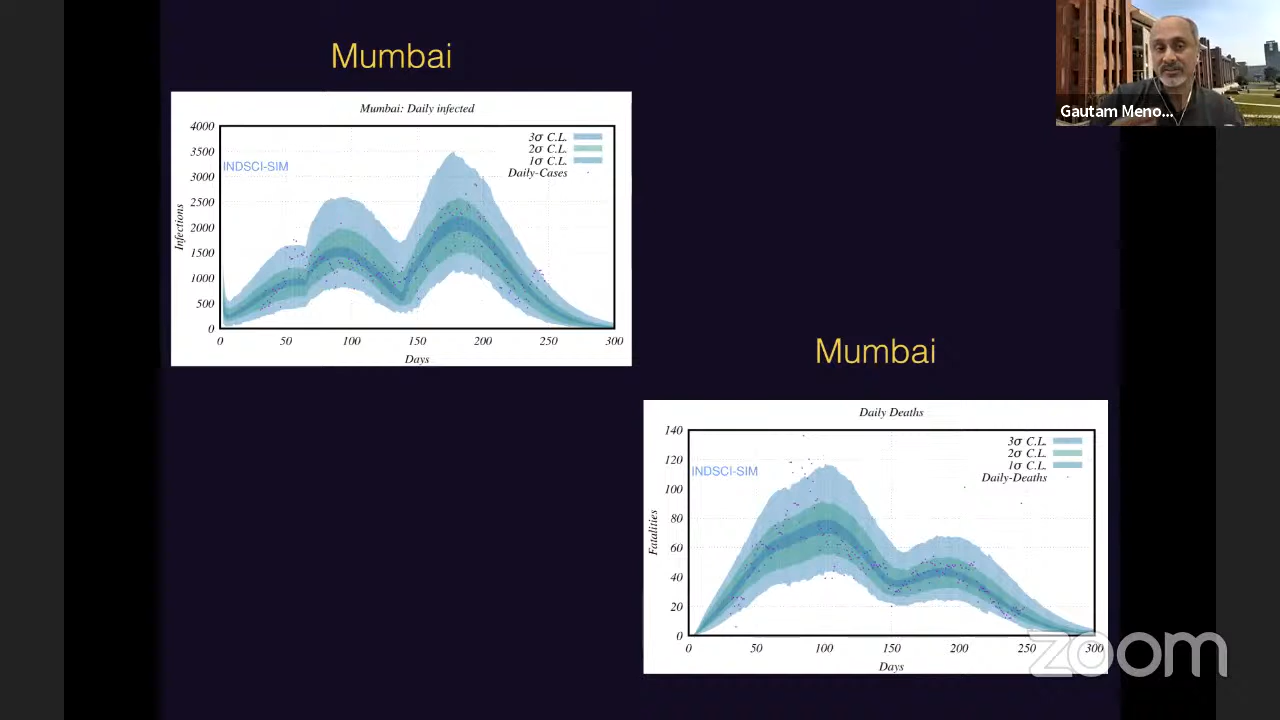 Mumbai
Mumbai: Daily infected
4000
3500
3000
2500
2000
1500
1000
500
0
INDSCI-SIM
3σ C.L.
2σ C.L.
1σ C.L.
Daily-Cases
Infections
0 50 100 150 200 250 300
Days
Gautam Meno...
Mumbai
Daily Deaths
140
120
100
80
60
40
20
0
INDSCI-SIM
3σ C.L.
2σ C.L.
1σ C.L.
Daily-Deaths
Fatalities
0 50 100 150 200 250 300
Days
zoom